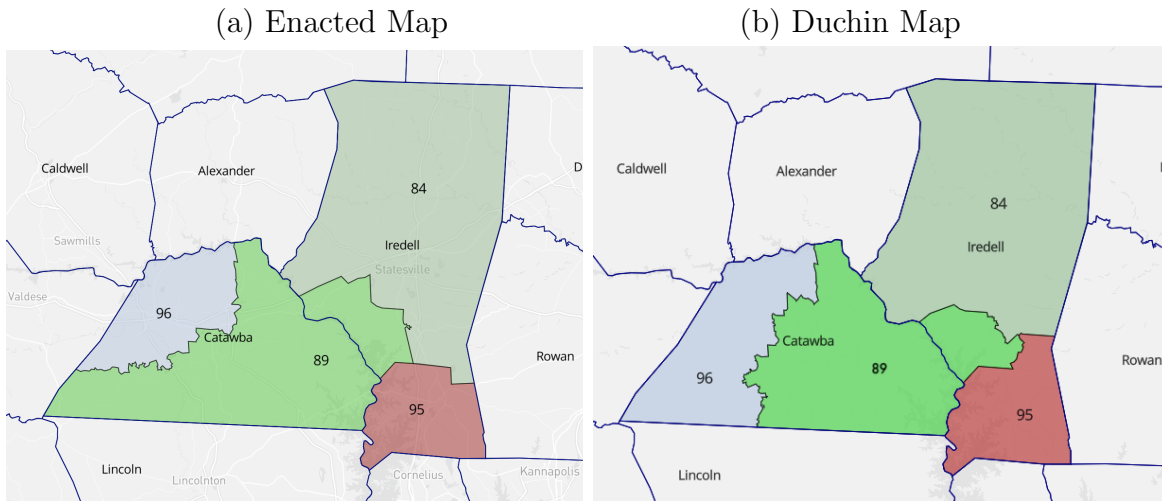 (a) Enacted Map
(b) Duchin Map
Caldwell
Alexander
84
Iredell
Sawmills
Statesville
Valdese
96
Catawba
89
Rowan
95
Lincoln
Lincolnton
Cornelius
Kannapolis
D
Caldwell
Alexander
84
Iredell
Catawba
96
89
Rowan
95
Lincoln